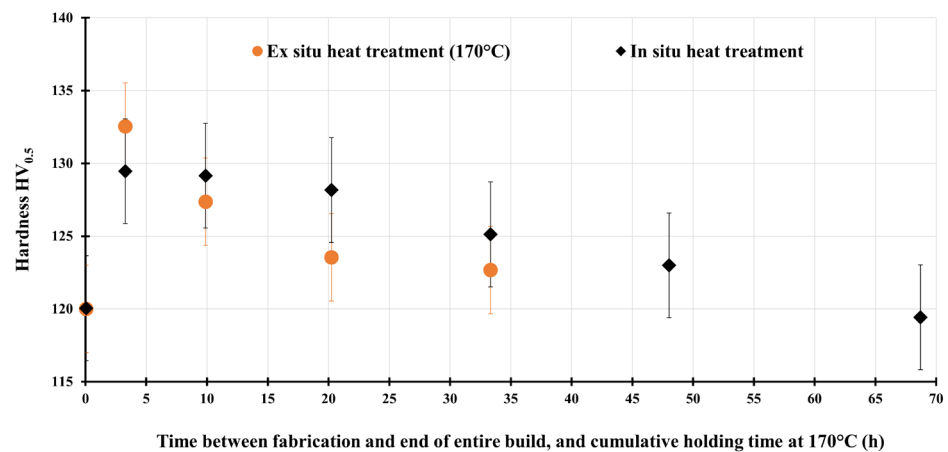 140
135
130
125
120
115
Hardness HV0.5
Ex situ heat treatment (170°C)
In situ heat treatment
0 5 10 15 20 25 30 35 40 45 50 55 60 65 70
Time between fabrication and end of entire build, and cumulative holding time at 170°C (h)